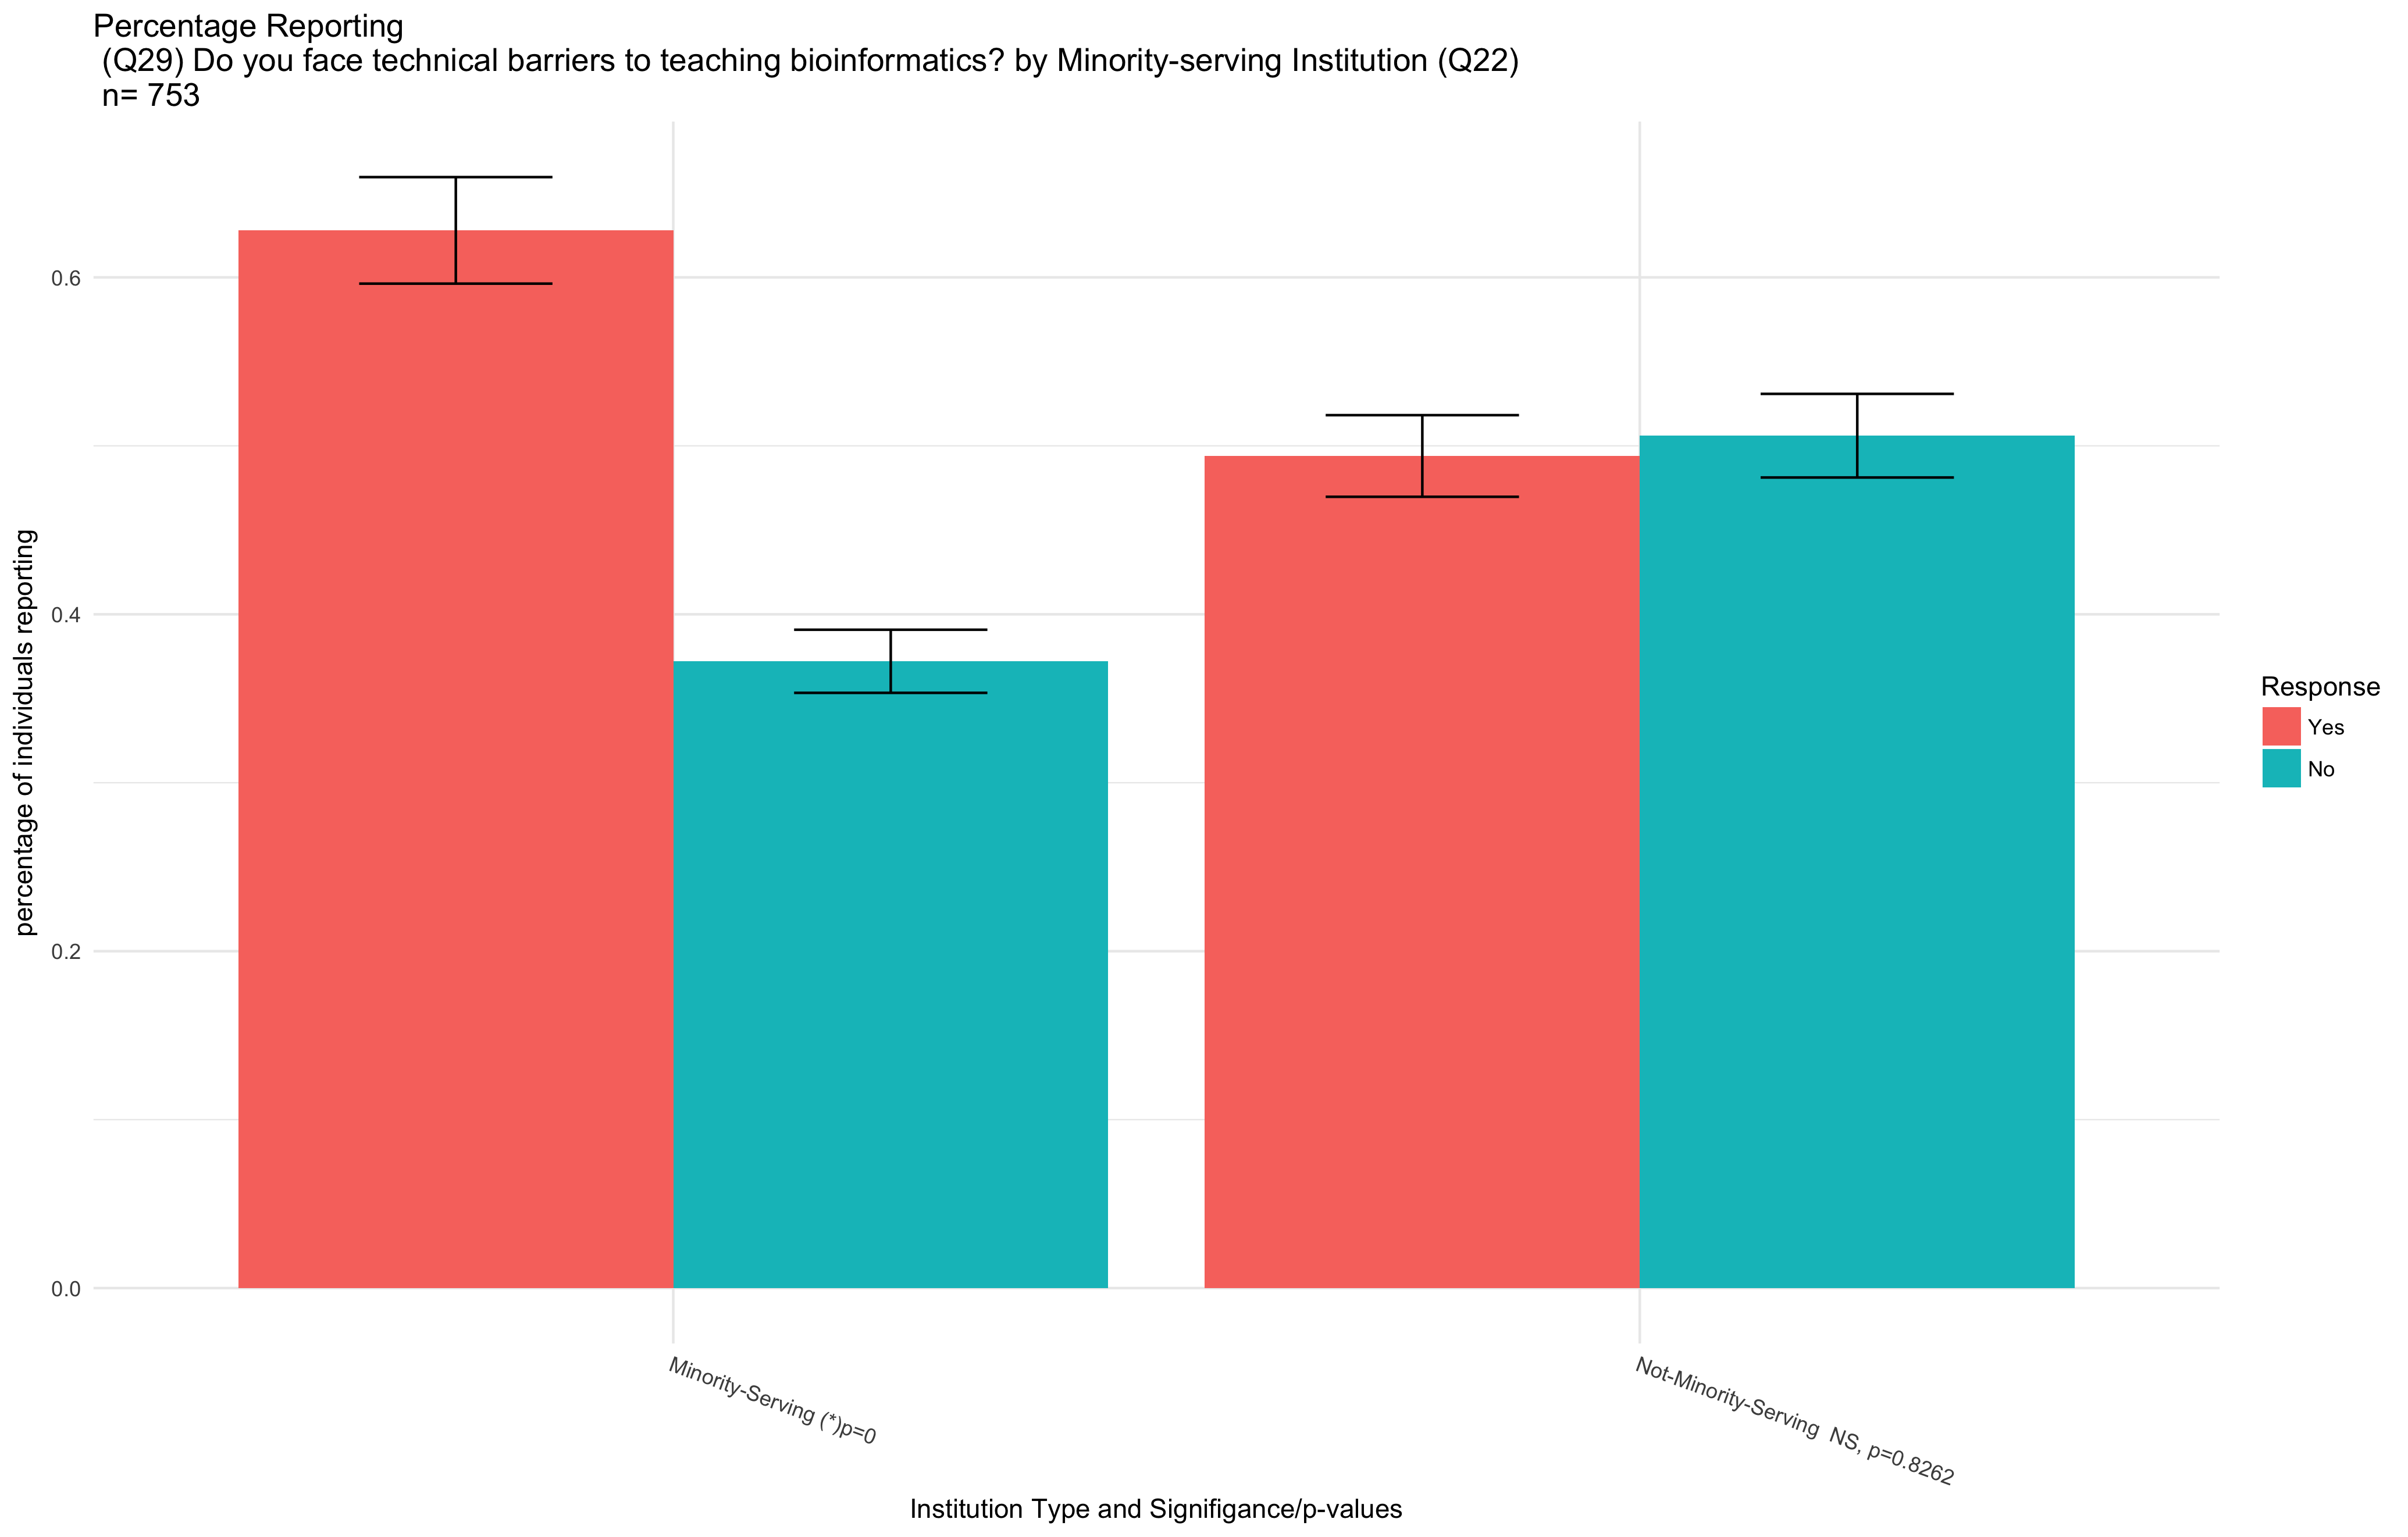 Percentage Reporting
(Q29) Do you face technical barriers to teaching bioinformatics? by Minority-serving Institution (Q22)
n= 753
percentage of individuals reporting
0.6
0.4
0.2
0.0
Minority-Serving (*)p=0
Not-Minority-Serving  NS, p=0.8262
Institution Type and Signifigance/p-values
Response
Yes
No